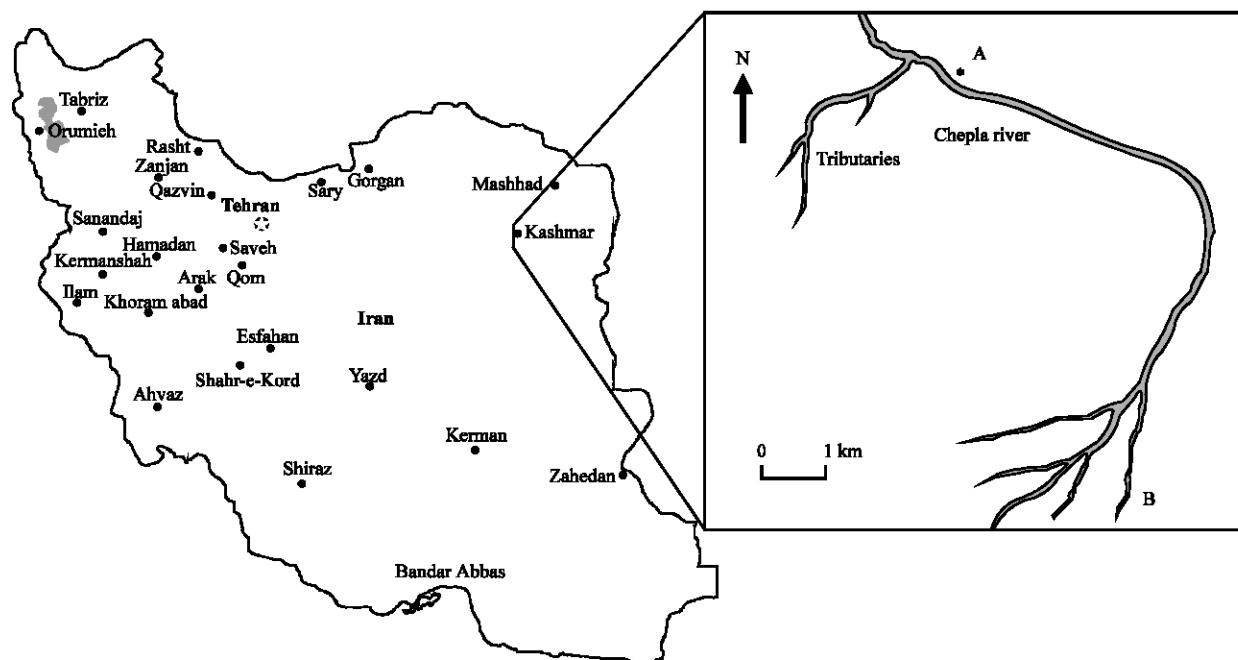 Tabriz
Orumieh
Rasht
Zanjan
Qazvin
Sary
Gorgan
Mashhad
Tehran
Sanandaj
Hamadan
Saveh
Kashmar
Kermanshah
Qom
Arak
Ilam
Khoram abad
Iran
Esfahan
Shahr-e-Kord
Yazd
Ahvaz
Kerman
Shiraz
Zahedan
Bandar Abbas
N
A
Chepla river
Tributaries
0 1 km
B